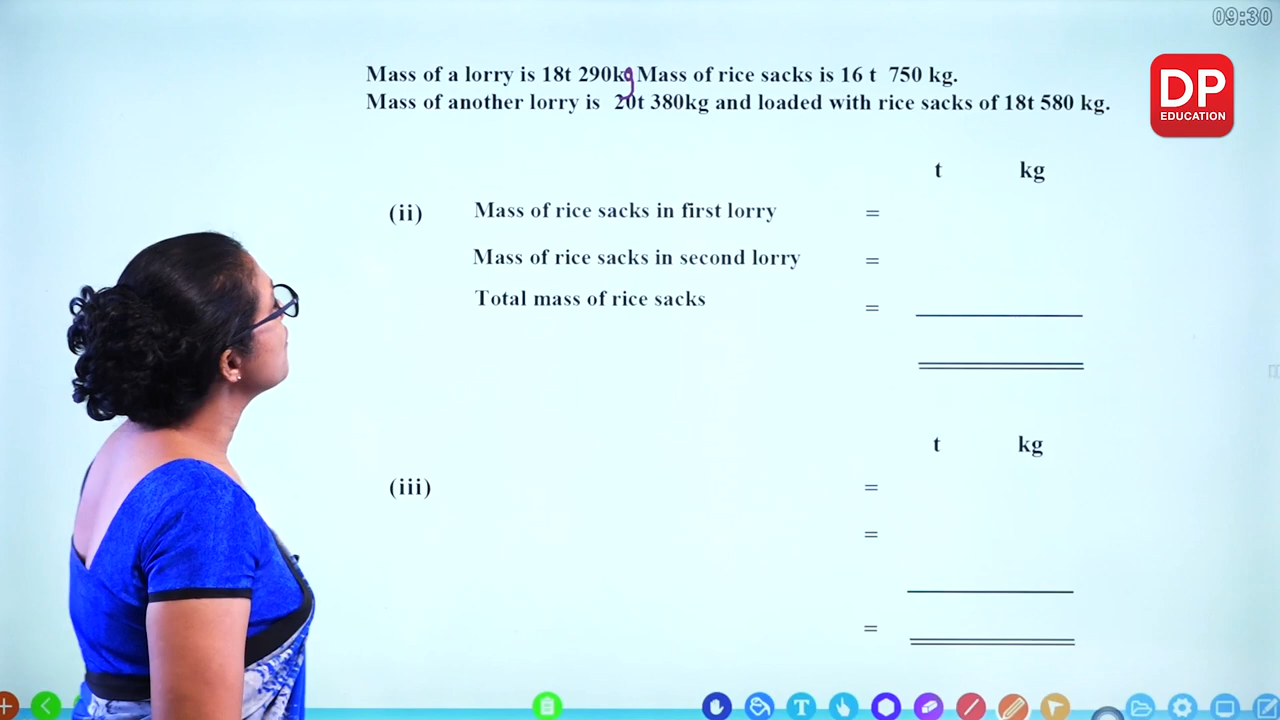 09:30
Mass of a lorry is 18t 290kg Mass of rice sacks is 16 t 750 kg.
Mass of another lorry is 20t 380kg and loaded with rice sacks of 18t 580 kg.
DP
EDUCATION
t kg
(ii) Mass of rice sacks in first lorry =
Mass of rice sacks in second lorry =
Total mass of rice sacks =
t kg
(iii) =
=
=
T